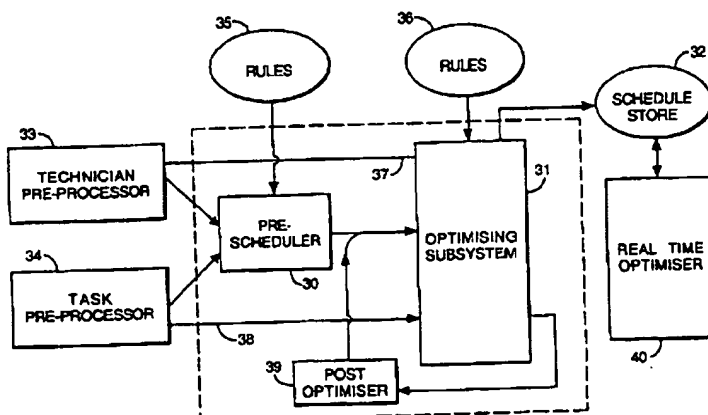 35
RULES
36
RULES
32
SCHEDULE
STORE
33
TECHNICIAN
PRE-PROCESSOR
37
31
PRE-
SCHEDULER
30
OPTIMISING
SUBSYSTEM
REAL TIME
OPTIMISER
40
34
TASK
PRE-PROCESSOR
38
39
POST
OPTIMISER